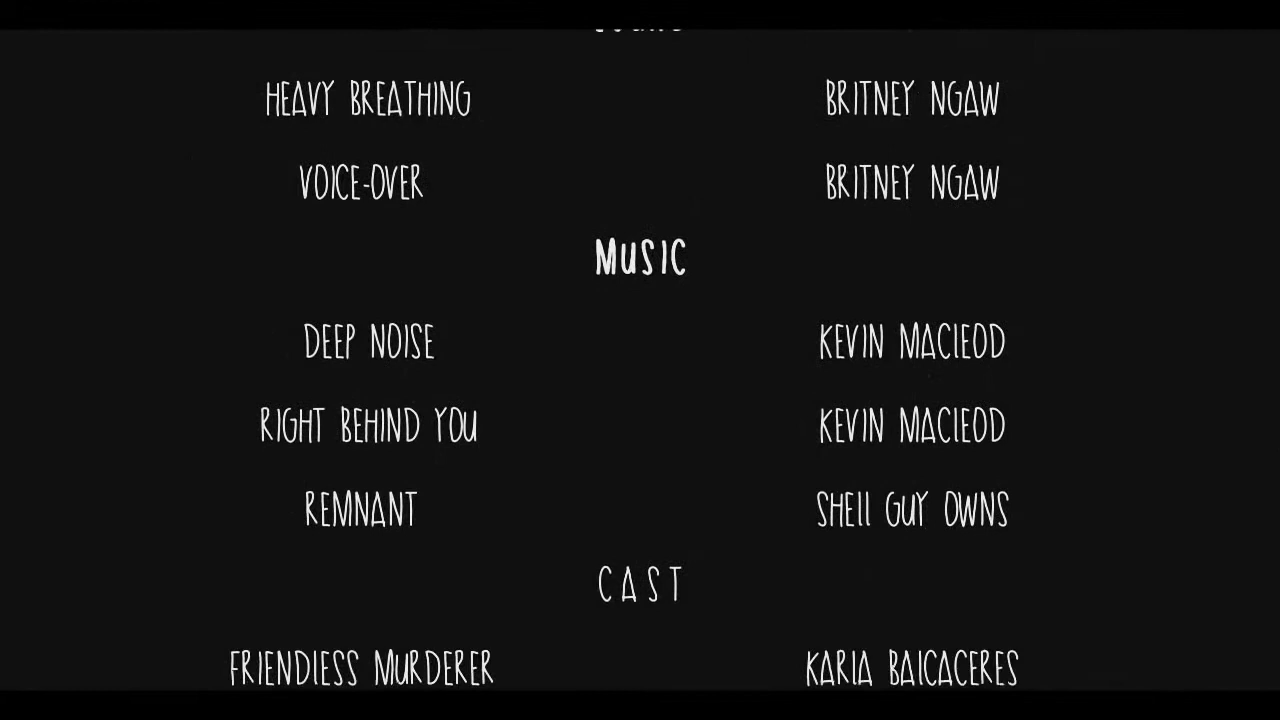 HEAVY BREATHING BRITNEY NGAW
VOICE-OVER BRITNEY NGAW
MUSIC
DEEP NOISE KEVIN MACLEOD
RIGHT BEHIND YOU KEVIN MACLEOD
REMNANT SHELL GUY OWNS
CAST
FRIENDLESS MURDERER KARLA BALCACERES